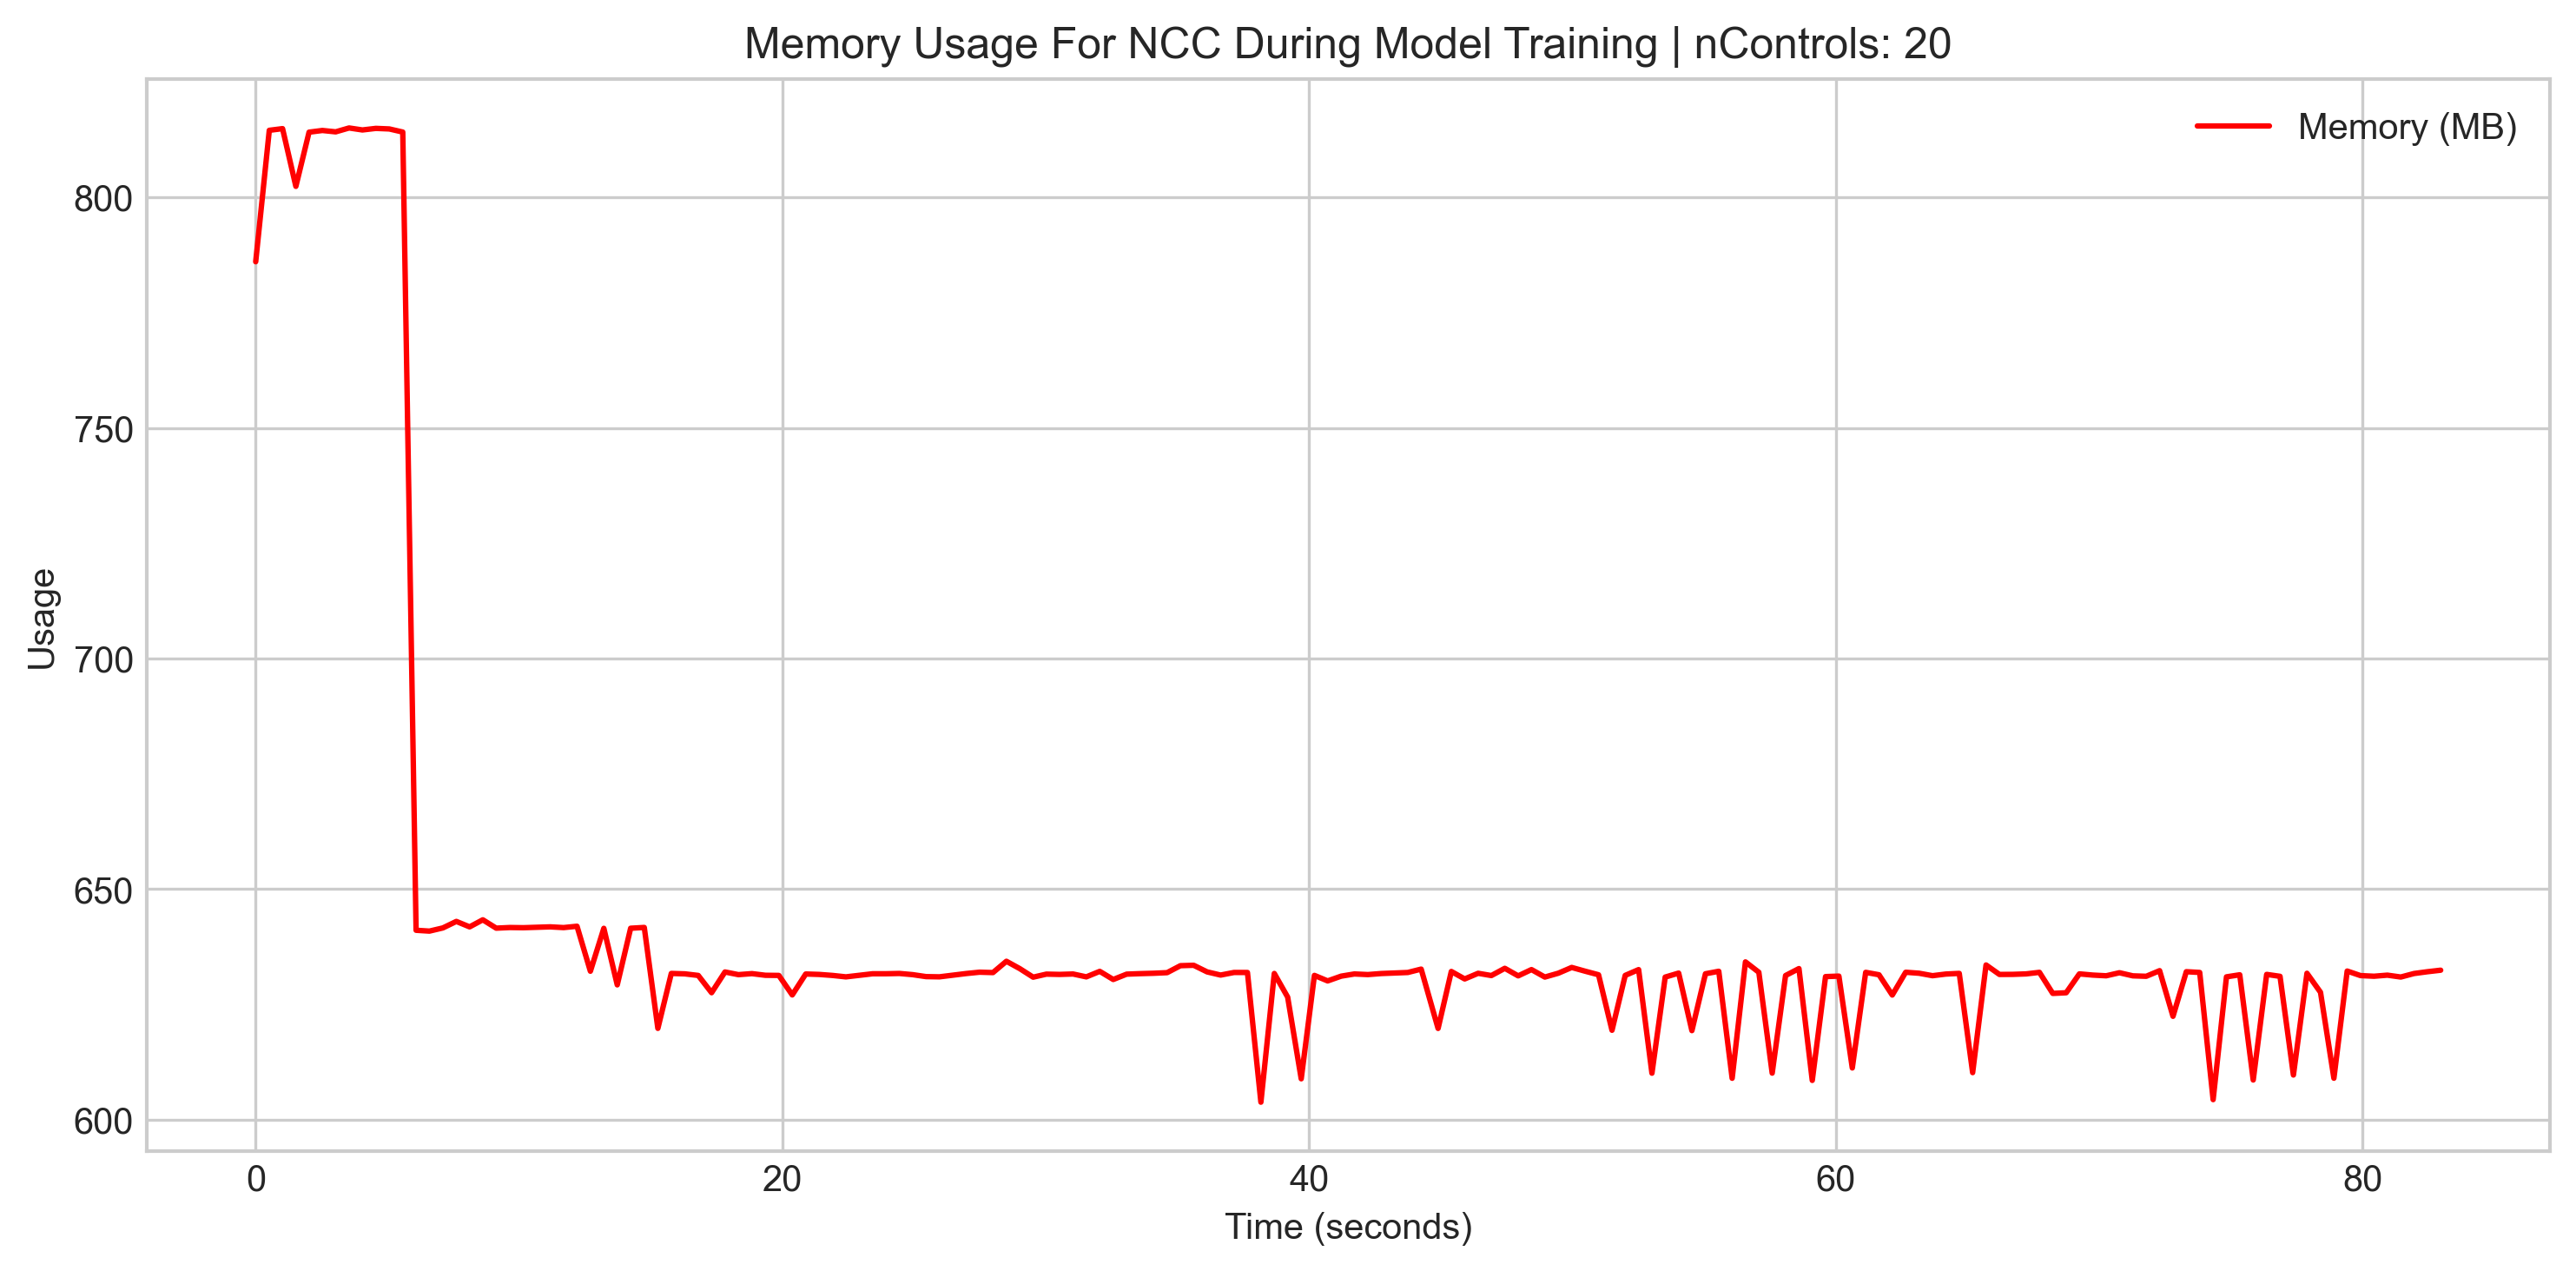 Memory Usage For NCC During Model Training | nControls: 20
Memory (MB)
800
750
700
650
600
Usage
0 20 40 60 80
Time (seconds)